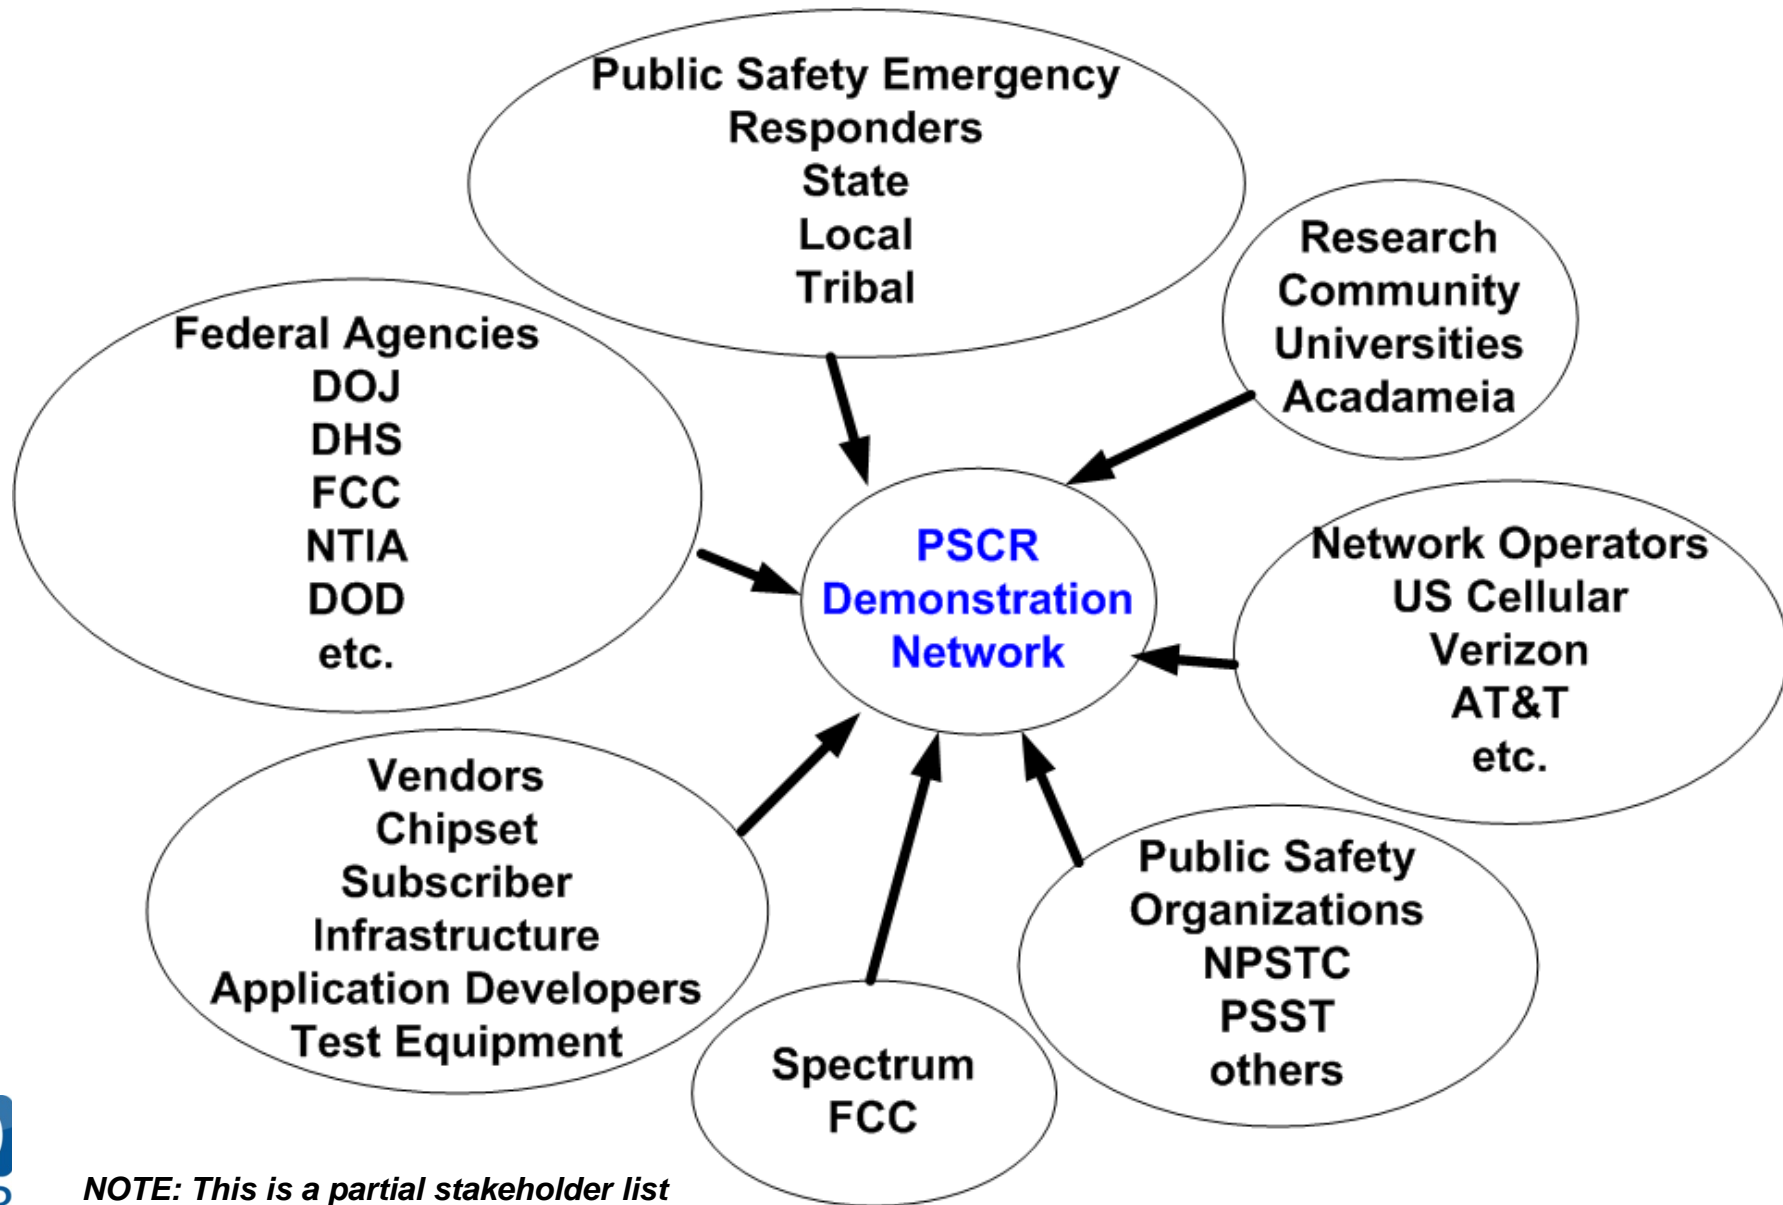 Public Safety Emergency
Responders
State
Local
Tribal
Research
Community
Universities
Acadameia
Federal Agencies
DOJ
DHS
FCC
NTIA
DOD
etc.
PSCR
Demonstration
Network
Network Operators
US Cellular
Verizon
AT&T
etc.
Vendors
Chipset
Subscriber
Infrastructure
Application Developers
Test Equipment
Public Safety
Organizations
NPSTC
PSST
others
Spectrum
FCC
NOTE: This is a partial stakeholder list